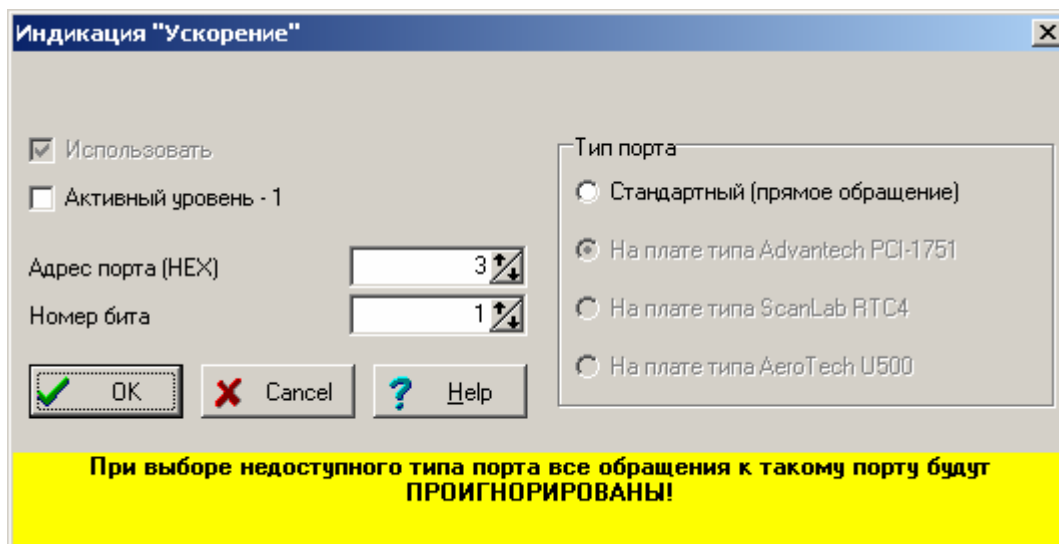 Индикация "Ускорение"
Использовать
Активный уровень - 1
Адрес порта (HEX)
3
Номер бита
1
OK
Cancel
Help
Тип порта
Стандартный (прямое обращение)
На плате типа Advantech PCI-1751
На плате типа ScanLab RTC4
На плате типа AeroTech U500
При выборе недоступного типа порта все обращения к такому порту будут
ПРОИГНОРИРОВАНЫ!